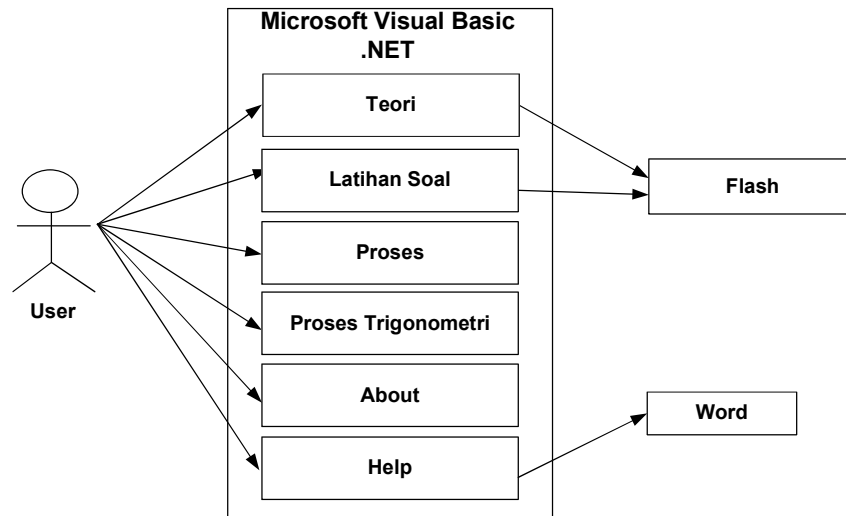 Microsoft Visual Basic
.NET
Teori
Latihan Soal
Flash
Proses
User
Proses Trigonometri
About
Word
Help